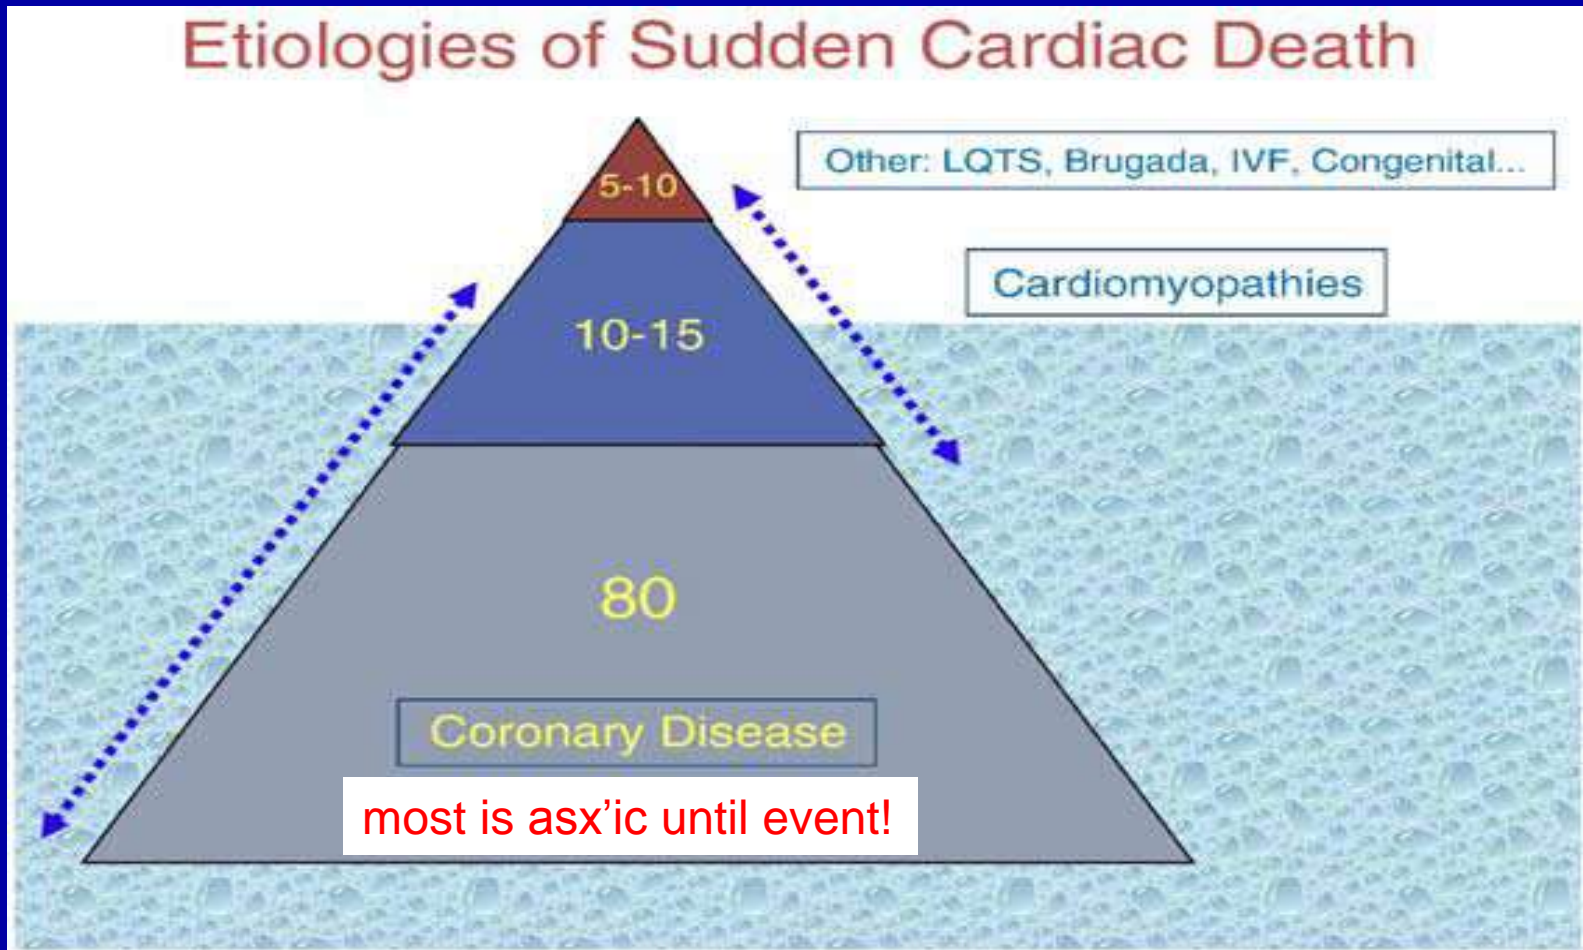 Etiologies of Sudden Cardiac Death
Other: LQTS, Brugada, IVF, Congenital...
5-10
Cardiomyopathies
10-15
80
Coronary Disease
most is asx’ic until event!